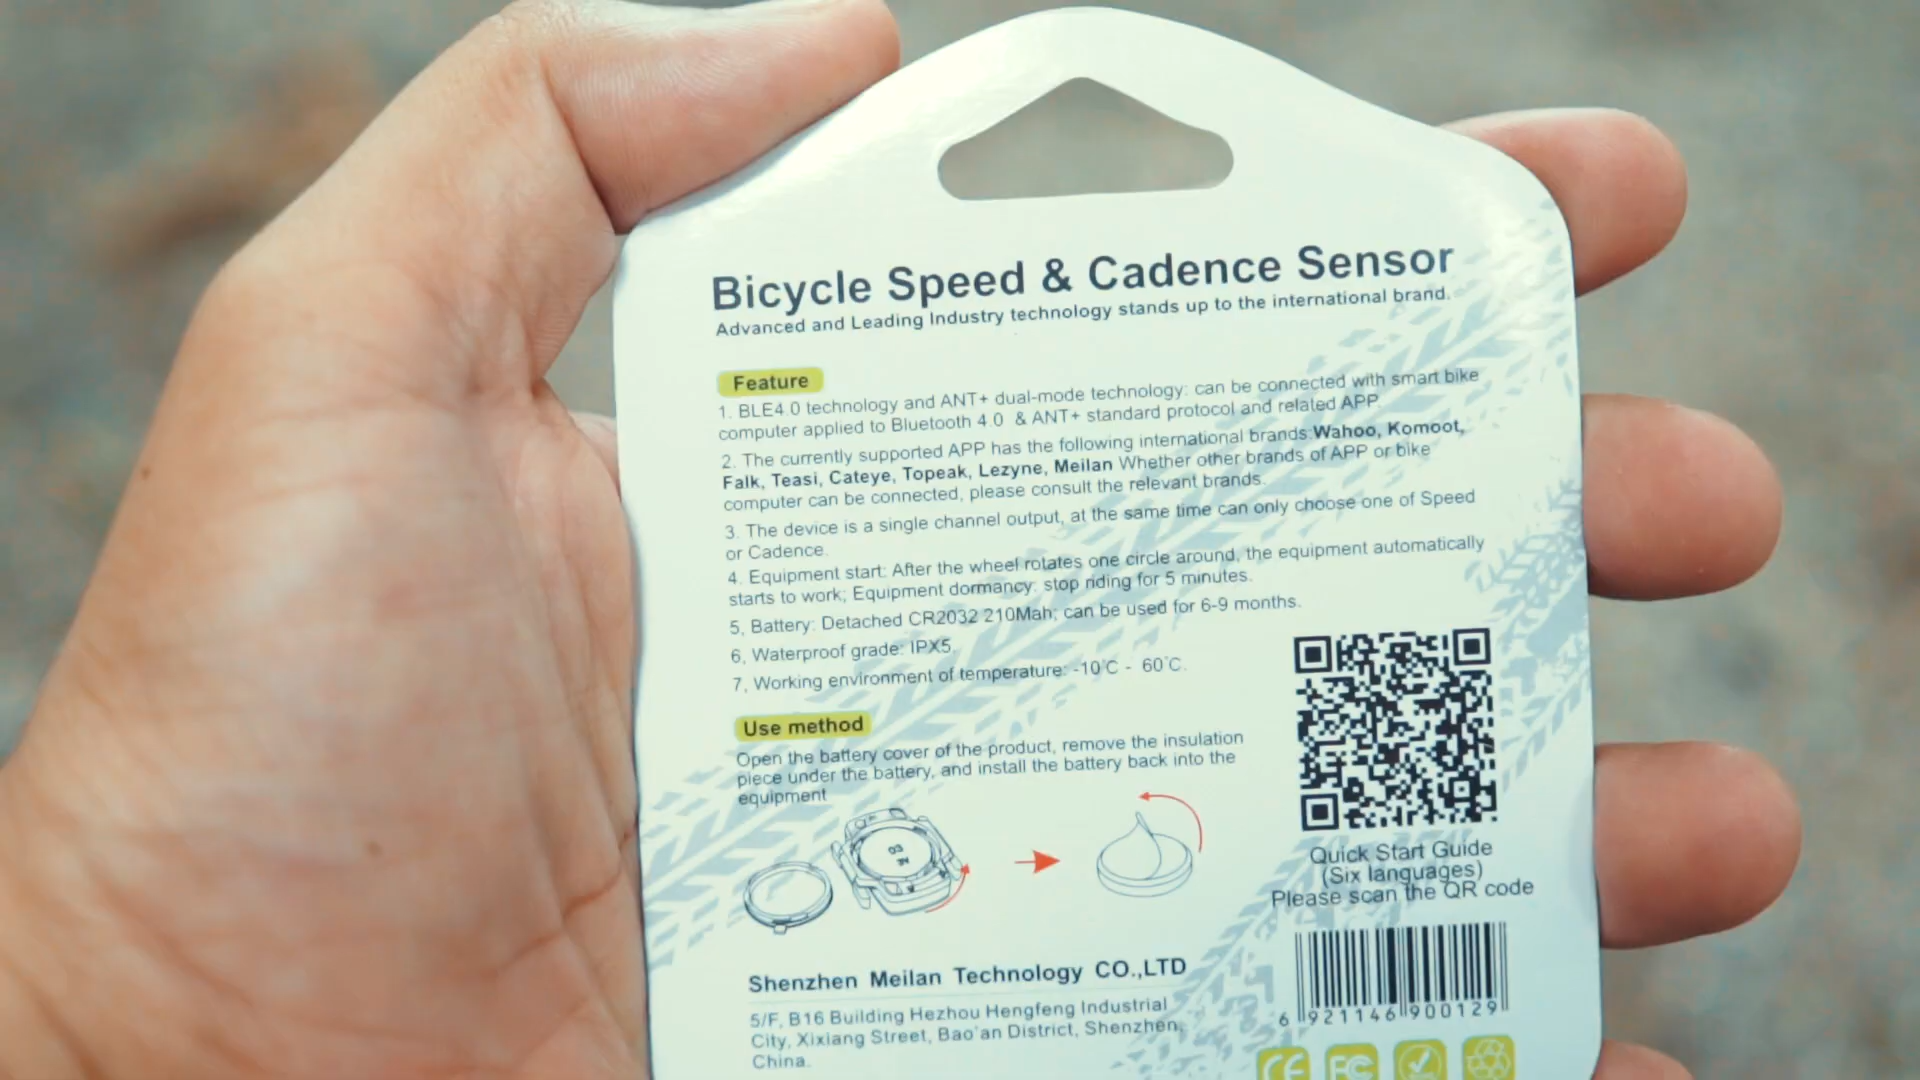 Bicycle Speed & Cadence Sensor
Advanced and Leading Industry technology stands up to the international brand.
Feature
1. BLE4.0 technology and ANT+ dual-mode technology: can be connected with smart bike
computer applied to Bluetooth 4.0 & ANT+ standard protocol and related APP.
2. The currently supported APP has the following international brands:Wahoo, Komoot,
Falk, Teasi, Cateye, Topeak, Lezyne, Meilan Whether other brands of APP or bike
computer can be connected, please consult the relevant brands.
3. The device is a single channel output, at the same time can only choose one of Speed
or Cadence.
4. Equipment start: After the wheel rotates one circle around, the equipment automatically
starts to work; Equipment dormancy: stop riding for 5 minutes.
5, Battery: Detached CR2032 210Mah; can be used for 6-9 months.
6, Waterproof grade: IPX5.
7, Working environment of temperature: -10°C - 60°C.
Use method
Open the battery cover of the product, remove the insulation
piece under the battery, and install the battery back into the
equipment
Quick Start Guide
(Six languages)
Please scan the QR code
Shenzhen Meilan Technology CO.,LTD
5/F, B16 Building Hezhou Hengfeng Industrial
City, Xixiang Street, Bao'an District, Shenzhen,
China.
6 921146 900129
CE FC